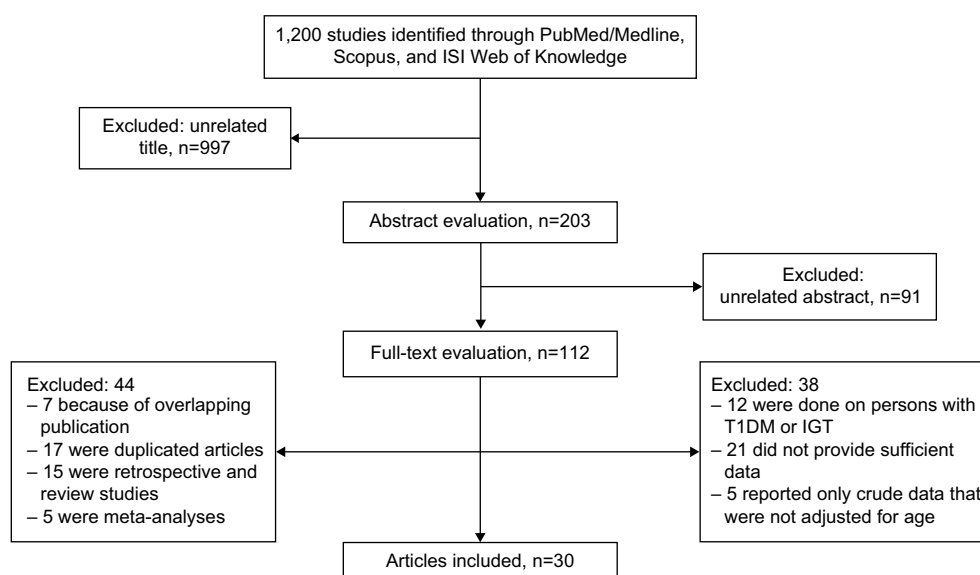 1,200 studies identified through PubMed/Medline,
Scopus, and ISI Web of Knowledge
Excluded: unrelated
title, n=997
Abstract evaluation, n=203
Excluded:
unrelated abstract, n=91
Full-text evaluation, n=112
Excluded: 44
– 7 because of overlapping
publication
– 17 were duplicated articles
– 15 were retrospective and
review studies
– 5 were meta-analyses
Excluded: 38
– 12 were done on persons with
T1DM or IGT
– 21 did not provide sufficient
data
– 5 reported only crude data that
were not adjusted for age
Articles included, n=30